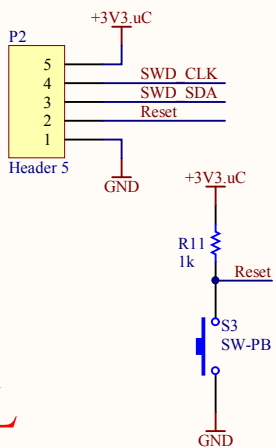 +3V3.uC
P2
5
4 SWD_CLK
3 SWD_SDA
2 Reset
1
Header 5
GND
+3V3.uC
R11
1k
Reset
S3
SW-PB
GND